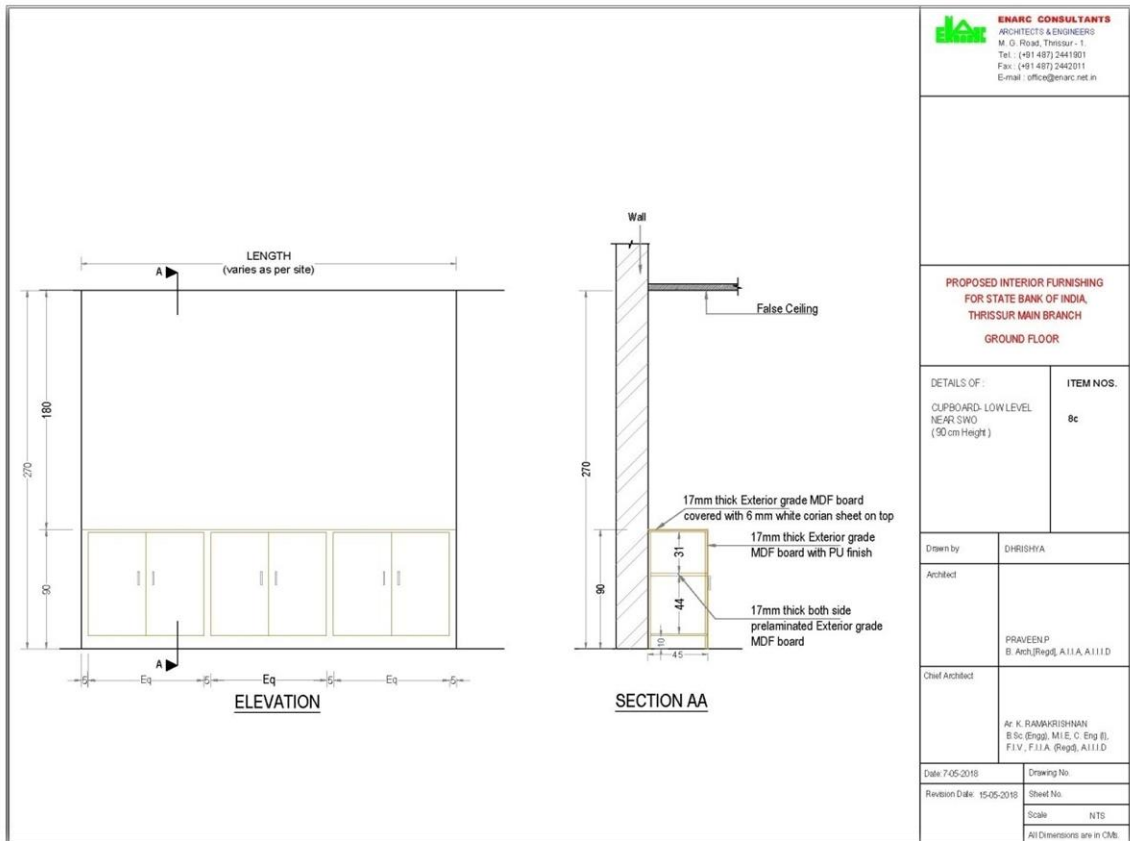 ENARC
ENARC CONSULTANTS
ARCHITECTS & ENGINEERS
M. G. Road, Thrissur - 1.
Tel. : (+91 487) 2441901
Fax : (+91 487) 2442011
E-mail : office@enarc.net.in
PROPOSED INTERIOR FURNISHING
FOR STATE BANK OF INDIA,
THRISSUR MAIN BRANCH
GROUND FLOOR
DETAILS OF :
CUPBOARD- LOW LEVEL
NEAR SWO
( 90 cm Height )
ITEM NOS.
8c
Drawn by
DHRISHYA
Architect
PRAVEEN.P
B. Arch,[Regd], A.I.I.A, A.I.I.I.D
Chief Architect
Ar. K. RAMAKRISHNAN
B.Sc.(Engg), M.I.E, C. Eng (I),
F.I.V , F.I.I.A. (Regd), A.I.I.I.D
Date: 7-05-2018
Drawing No.
Revision Date: 15-05-2018
Sheet No.
Scale NTS
All Dimensions are in CMs.
LENGTH
(varies as per site)
A
270
180
90
A
5 Eq 5 Eq 5 Eq 5
ELEVATION
Wall
False Ceiling
270
90
17mm thick Exterior grade MDF board
covered with 6 mm white corian sheet on top
17mm thick Exterior grade
MDF board with PU finish
31
44
17mm thick both side
prelaminated Exterior grade
MDF board
10
45
SECTION AA